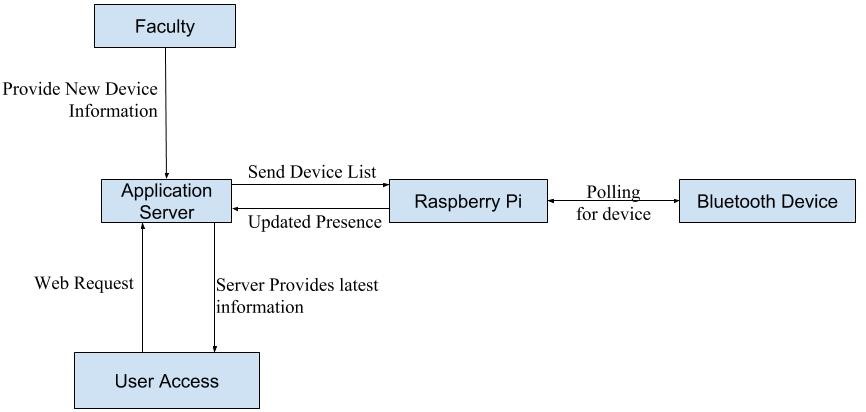 Faculty
Provide New Device
Information
Application
Server
Send Device List
Updated Presence
Raspberry Pi
Polling
for device
Bluetooth Device
Web Request
Server Provides latest
information
User Access